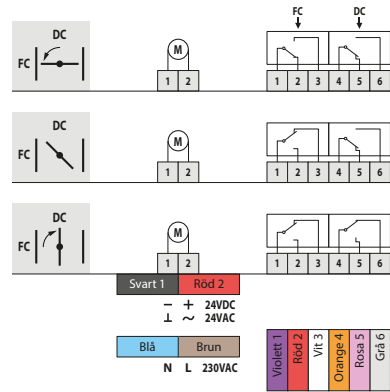 FC DC
DC
FC
M
1 2
1 2 3 4 5 6
DC
FC
M
1 2
1 2 3 4 5 6
DC
FC
M
1 2
1 2 3 4 5 6
Svart 1 Röd 2
− + 24VDC
⊥ ~ 24VAC
Blå Brun
N L 230VAC
Violett 1
Röd 2
Vit 3
Orange 4
Rosa 5
Grå 6